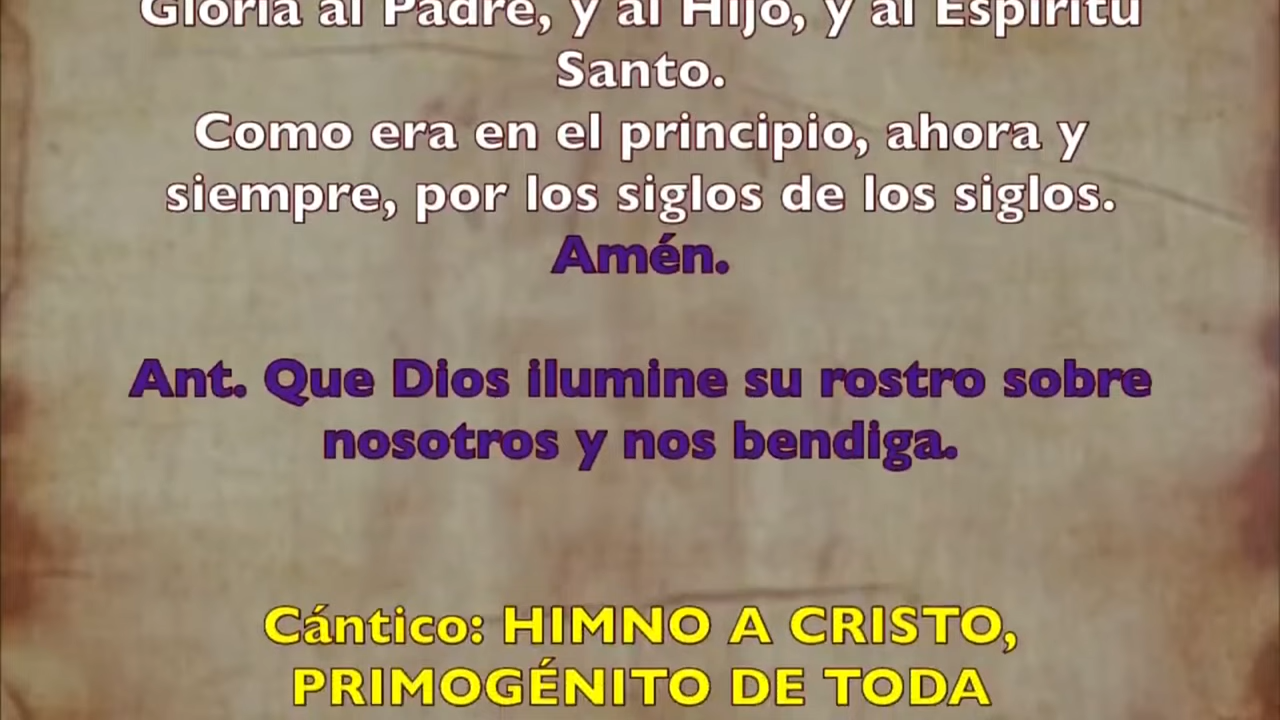 Gloria al Padre, y al Hijo, y al Espíritu
Santo.
Como era en el principio, ahora y
siempre, por los siglos de los siglos.
Amén.
Ant. Que Dios ilumine su rostro sobre
nosotros y nos bendiga.
Cántico: HIMNO A CRISTO,
PRIMOGÉNITO DE TODA